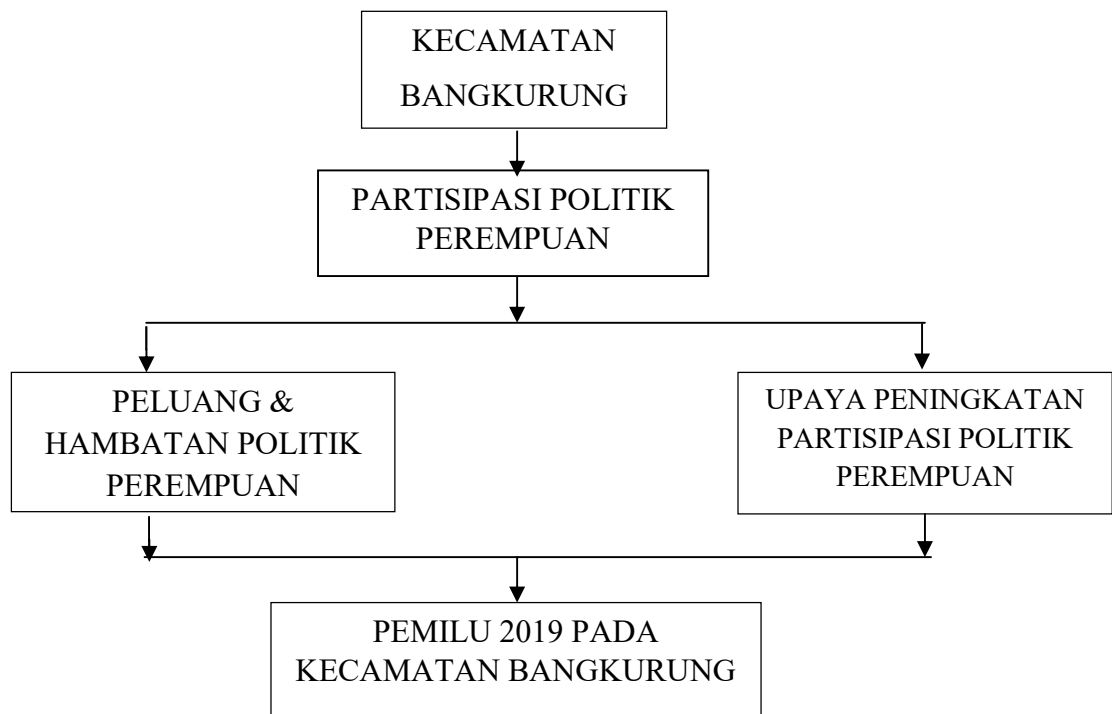 KECAMATAN
BANGKURUNG
PARTISIPASI POLITIK
PEREMPUAN
PELUANG &
HAMBATAN POLITIK
PEREMPUAN
UPAYA PENINGKATAN
PARTISIPASI POLITIK
PEREMPUAN
PEMILU 2019 PADA
KECAMATAN BANGKURUNG